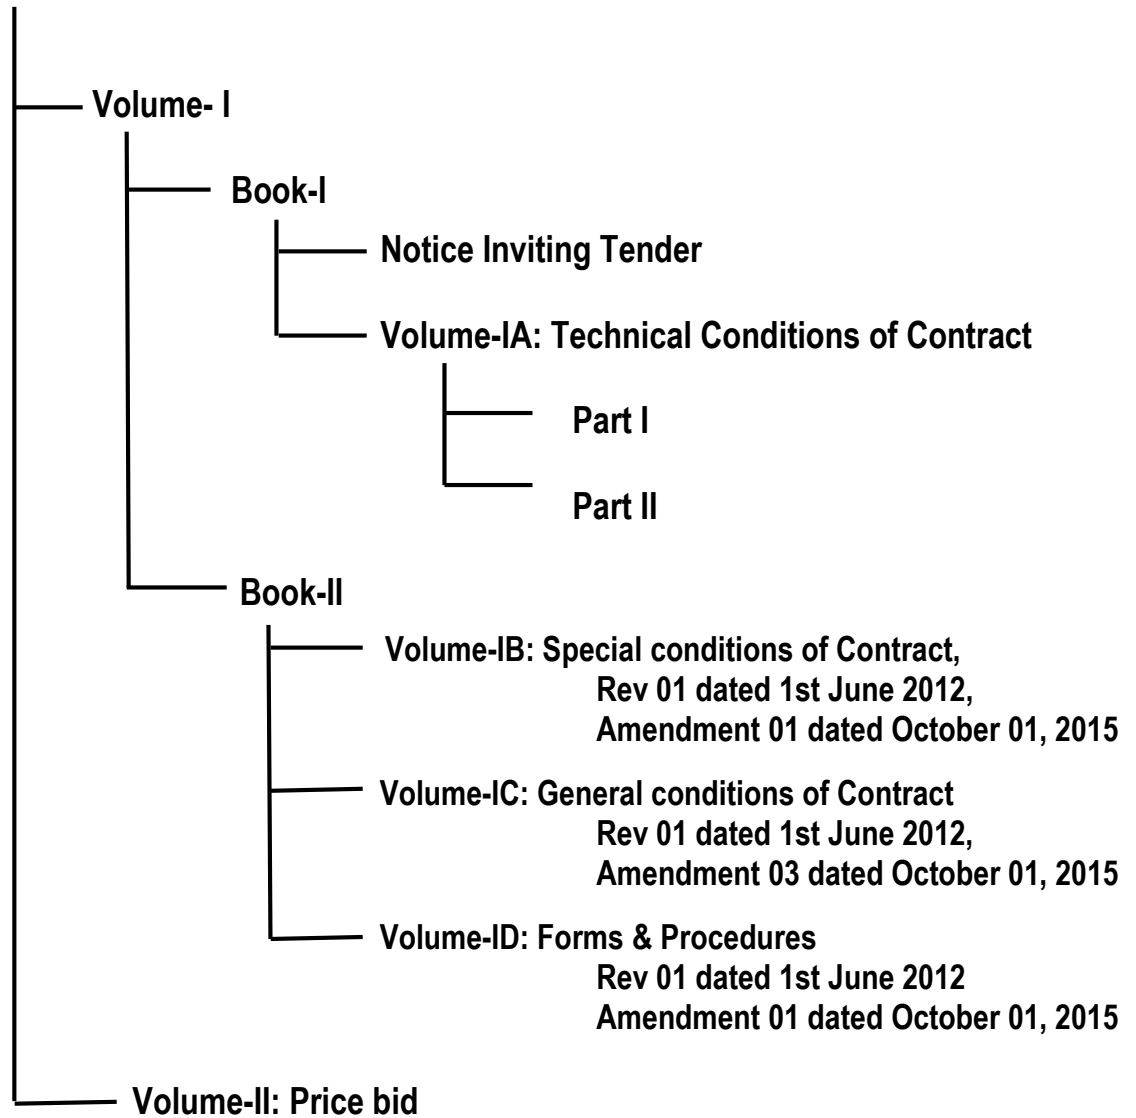 Volume- I
Book-I
Notice Inviting Tender
Volume-IA: Technical Conditions of Contract
Part I
Part II
Book-II
Volume-IB: Special conditions of Contract,
Rev 01 dated 1st June 2012,
Amendment 01 dated October 01, 2015
Volume-IC: General conditions of Contract
Rev 01 dated 1st June 2012,
Amendment 03 dated October 01, 2015
Volume-ID: Forms & Procedures
Rev 01 dated 1st June 2012
Amendment 01 dated October 01, 2015
Volume-II: Price bid